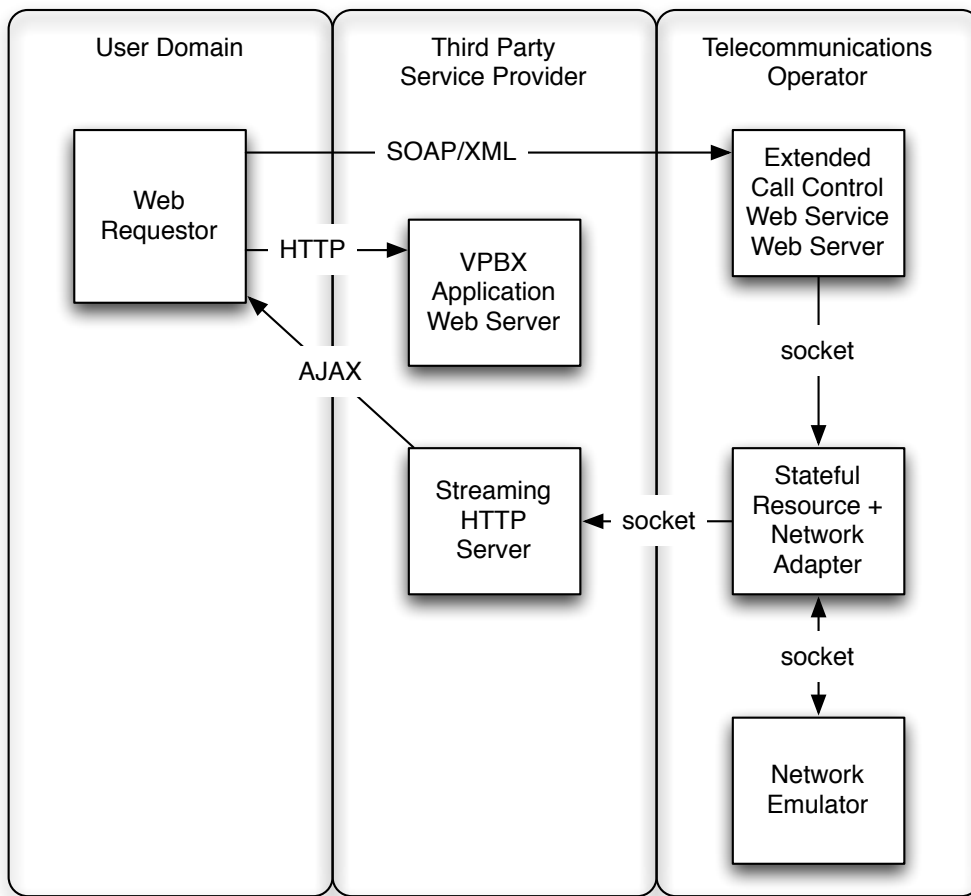 User Domain
Third Party
Service Provider
Telecommunications
Operator
Web
Requestor
SOAP/XML
Extended
Call Control
Web Service
Web Server
HTTP
VPBX
Application
Web Server
AJAX
socket
Streaming
HTTP
Server
socket
Stateful
Resource +
Network
Adapter
socket
Network
Emulator